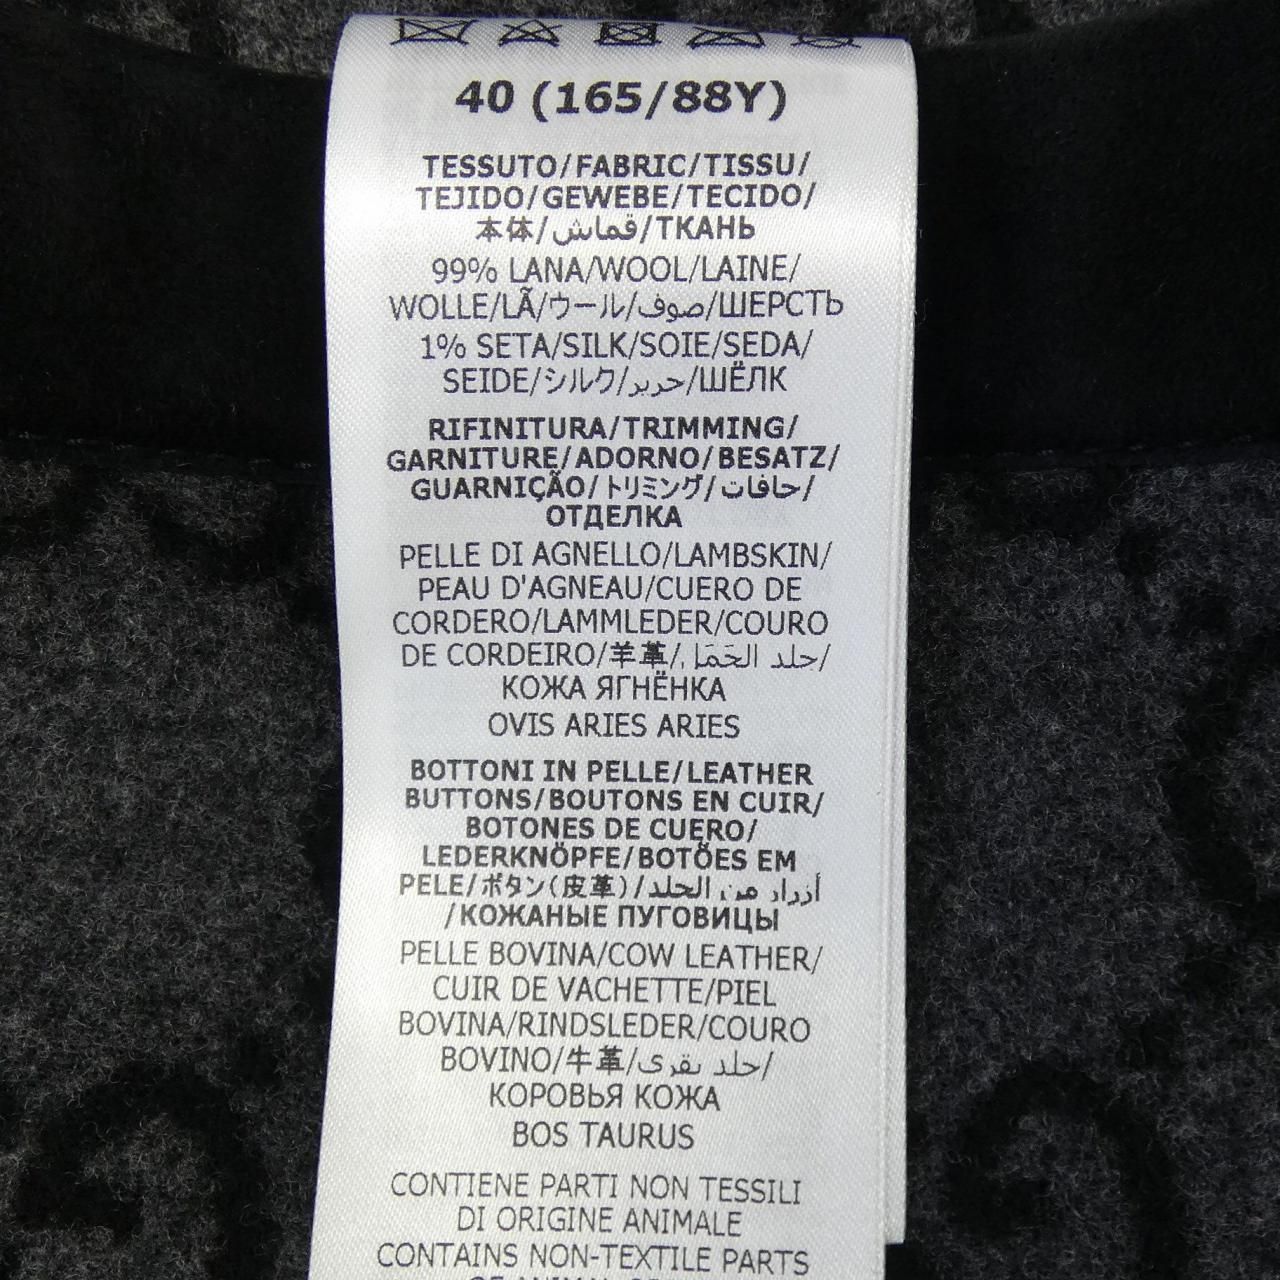 40 (165/88Y)
TESSUTO/FABRIC/TISSU/
TEJIDO/GEWEBE/TECIDO/
本体/قماش/ТКАНЬ
99% LANA/WOOL/LAINE/
WOLLE/LÃ/ウール/صوف/ШЕРСТЬ
1% SETA/SILK/SOIE/SEDA/
SEIDE/シルク/حرير/ШЁЛК
RIFINITURA/TRIMMING/
GARNITURE/ADORNO/BESATZ/
GUARNIÇÃO/トリミング/حافات/
ОТДЕЛКА
PELLE DI AGNELLO/LAMBSKIN/
PEAU D'AGNEAU/CUERO DE
CORDERO/LAMMLEDER/COURO
DE CORDEIRO/羊革/جلد الحَمَل/
КОЖА ЯГНЁНКА
OVIS ARIES ARIES
BOTTONI IN PELLE/LEATHER
BUTTONS/BOUTONS EN CUIR/
BOTONES DE CUERO/
LEDERKNÖPFE/BOTÕES EM
PELE/ボタン(皮革)/أزرار من الجلد
/КОЖАНЫЕ ПУГОВИЦЫ
PELLE BOVINA/COW LEATHER/
CUIR DE VACHETTE/PIEL
BOVINA/RINDSLEDER/COURO
BOVINO/牛革/جلد بقري/
КОРОВЬЯ КОЖА
BOS TAURUS
CONTIENE PARTI NON TESSILI
DI ORIGINE ANIMALE
CONTAINS NON-TEXTILE PARTS